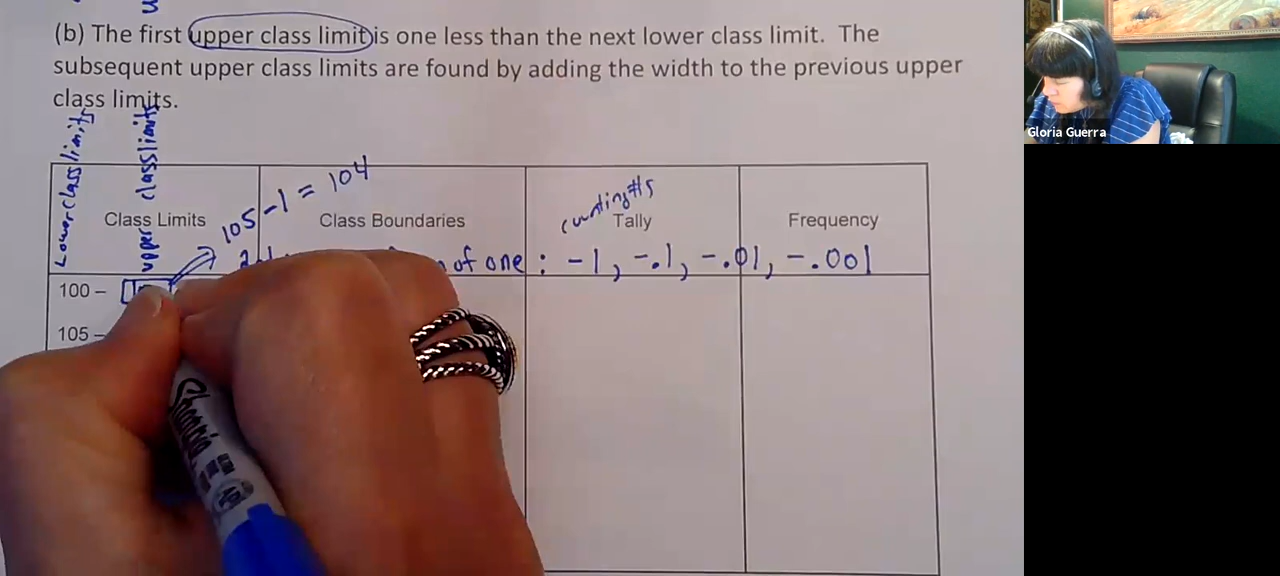 (b) The first upper class limit is one less than the next lower class limit. The
subsequent upper class limits are found by adding the width to the previous upper
class limits.
Lower class limits
upper class limits
105 - 1 = 104
counting #s
Class Limits Class Boundaries Tally Frequency
of one : -1, -.1, -.01, -.001
100 –
105 –
Sharpie
Gloria Guerra